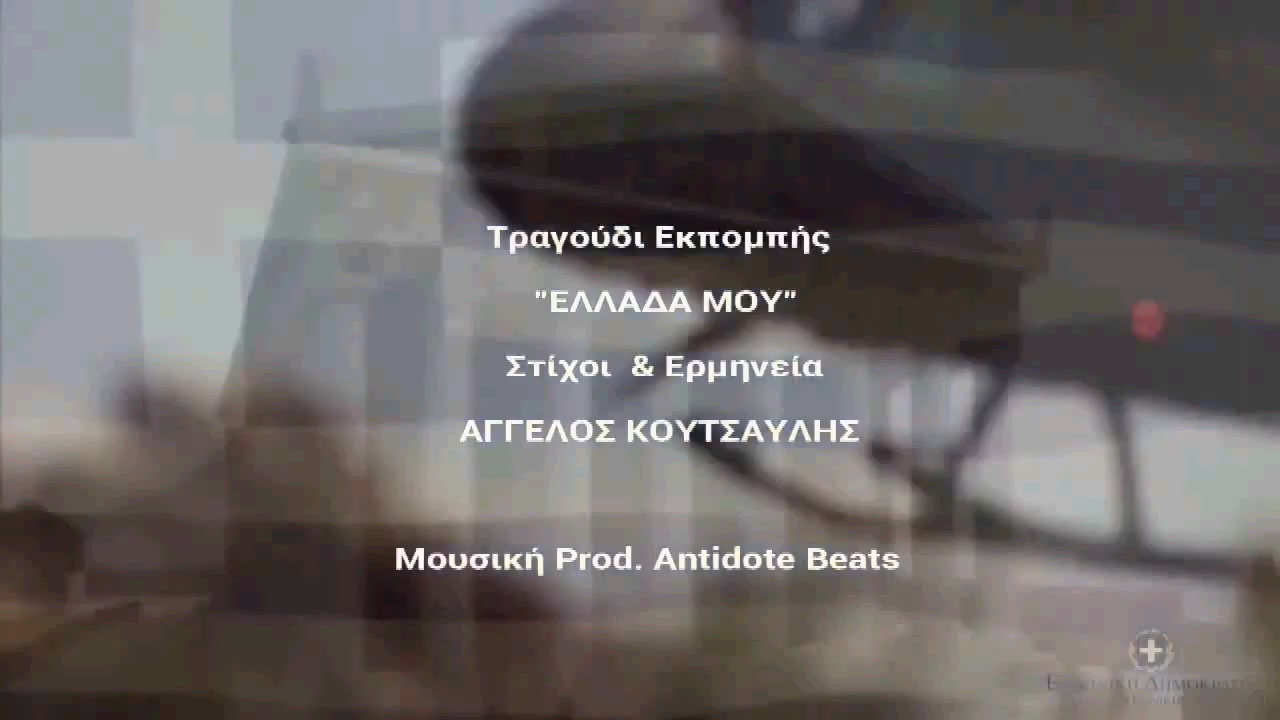 Τραγούδι Εκπομπής
"ΕΛΛΑΔΑ ΜΟΥ"
Στίχοι & Ερμηνεία
ΑΓΓΕΛΟΣ ΚΟΥΤΣΑΥΛΗΣ
Μουσική Prod. Antidote Beats